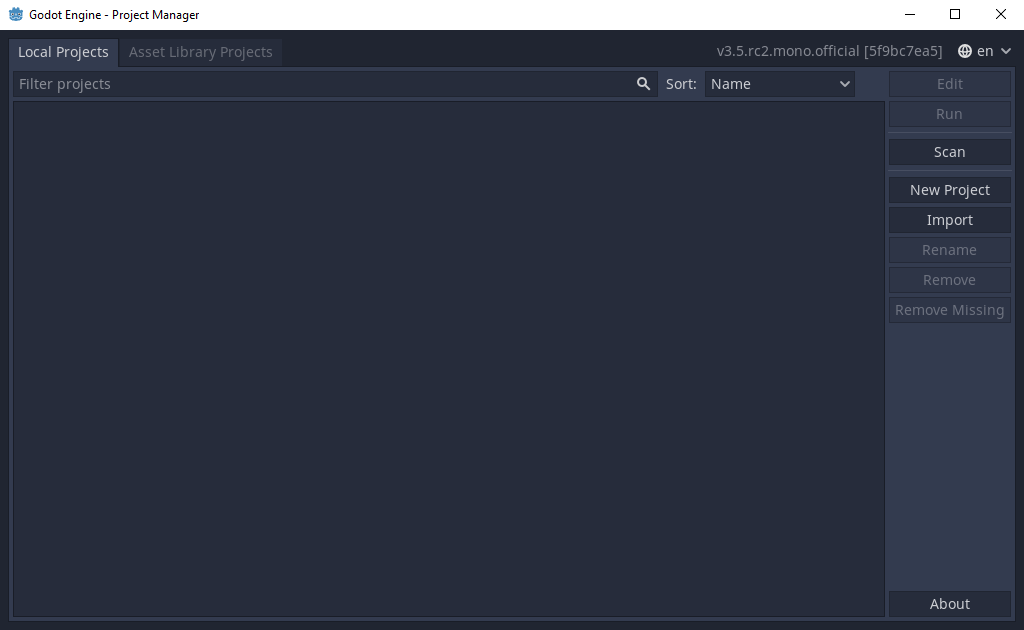 Godot Engine - Project Manager
Local Projects
Asset Library Projects
v3.5.rc2.mono.official [5f9bc7ea5]
en
Filter projects
Sort:
Name
Edit
Run
Scan
New Project
Import
Rename
Remove
Remove Missing
About